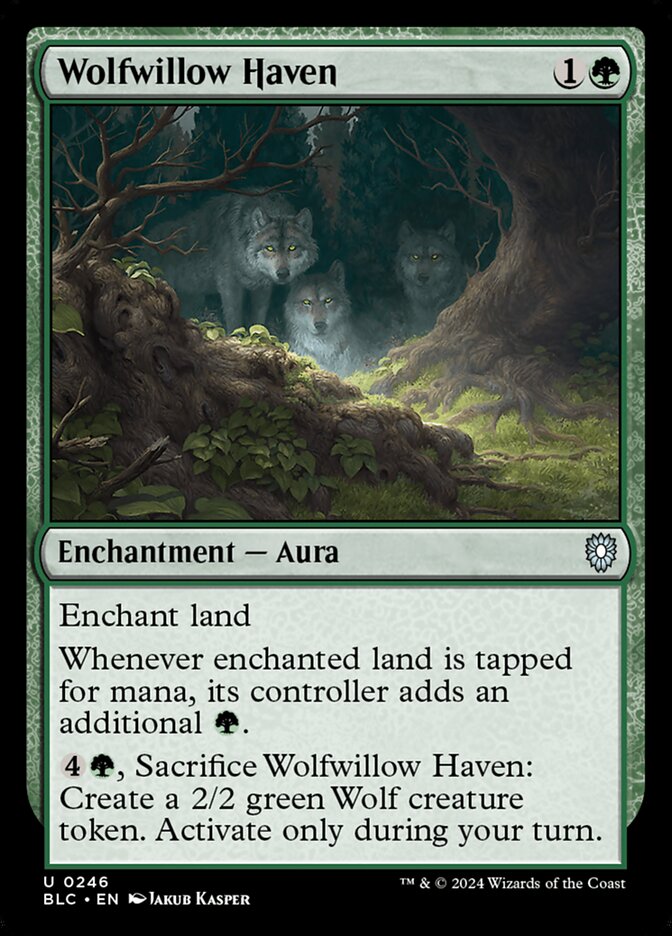 Wolfwillow Haven 1
Enchantment — Aura
Enchant land
Whenever enchanted land is tapped
for mana, its controller adds an
additional .
4 , Sacrifice Wolfwillow Haven:
Create a 2/2 green Wolf creature
token. Activate only during your turn.
U 0246
BLC • EN Jakub Kasper
™ & © 2024 Wizards of the Coast